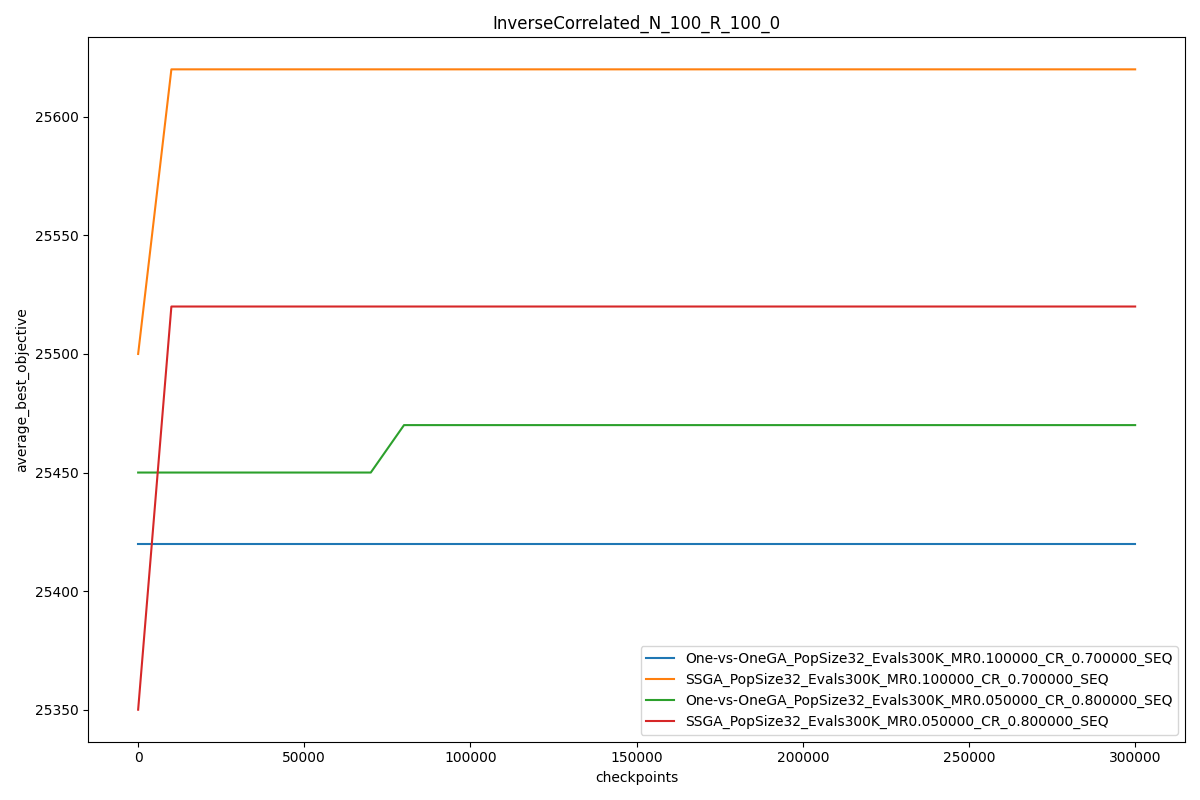 InverseCorrelated_N_100_R_100_0
average_best_objective
25600
25550
25500
25450
25400
25350
0
50000
100000
150000
200000
250000
300000
checkpoints
One-vs-OneGA_PopSize32_Evals300K_MR0.100000_CR_0.700000_SEQ
SSGA_PopSize32_Evals300K_MR0.100000_CR_0.700000_SEQ
One-vs-OneGA_PopSize32_Evals300K_MR0.050000_CR_0.800000_SEQ
SSGA_PopSize32_Evals300K_MR0.050000_CR_0.800000_SEQ